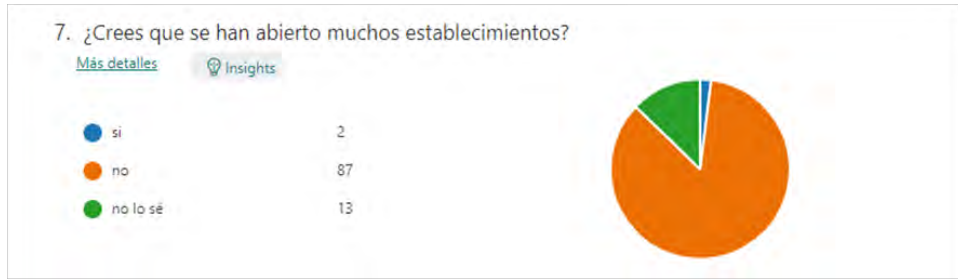 7. ¿Crees que se han abierto muchos establecimientos?
Más detalles Insights
si 2
no 87
no lo sé 13